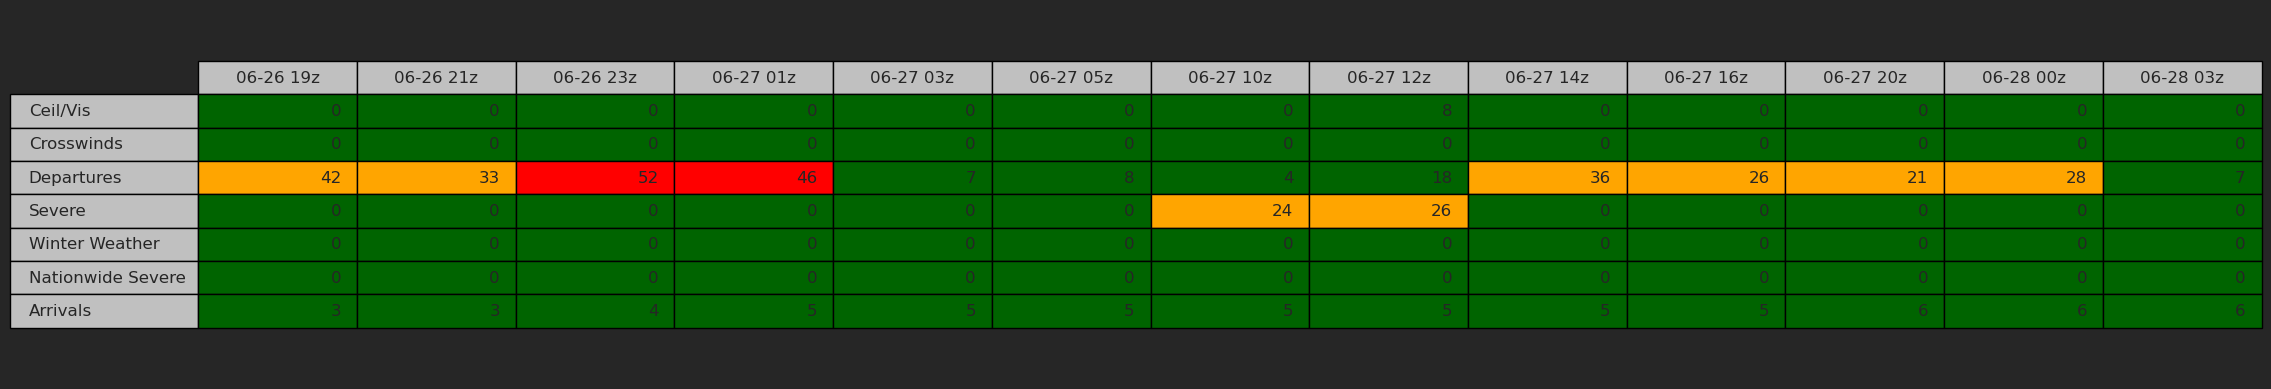 06-26 19z 06-26 21z 06-26 23z 06-27 01z 06-27 03z 06-27 05z 06-27 10z 06-27 12z 06-27 14z 06-27 16z 06-27 20z 06-28 00z 06-28 03z
Ceil/Vis 0 0 0 0 0 0 0 8 0 0 0 0 0
Crosswinds 0 0 0 0 0 0 0 0 0 0 0 0 0
Departures 42 33 52 46 7 8 4 18 36 26 21 28 7
Severe 0 0 0 0 0 0 24 26 0 0 0 0 0
Winter Weather 0 0 0 0 0 0 0 0 0 0 0 0 0
Nationwide Severe 0 0 0 0 0 0 0 0 0 0 0 0 0
Arrivals 3 3 4 5 5 5 5 5 5 5 6 6 6